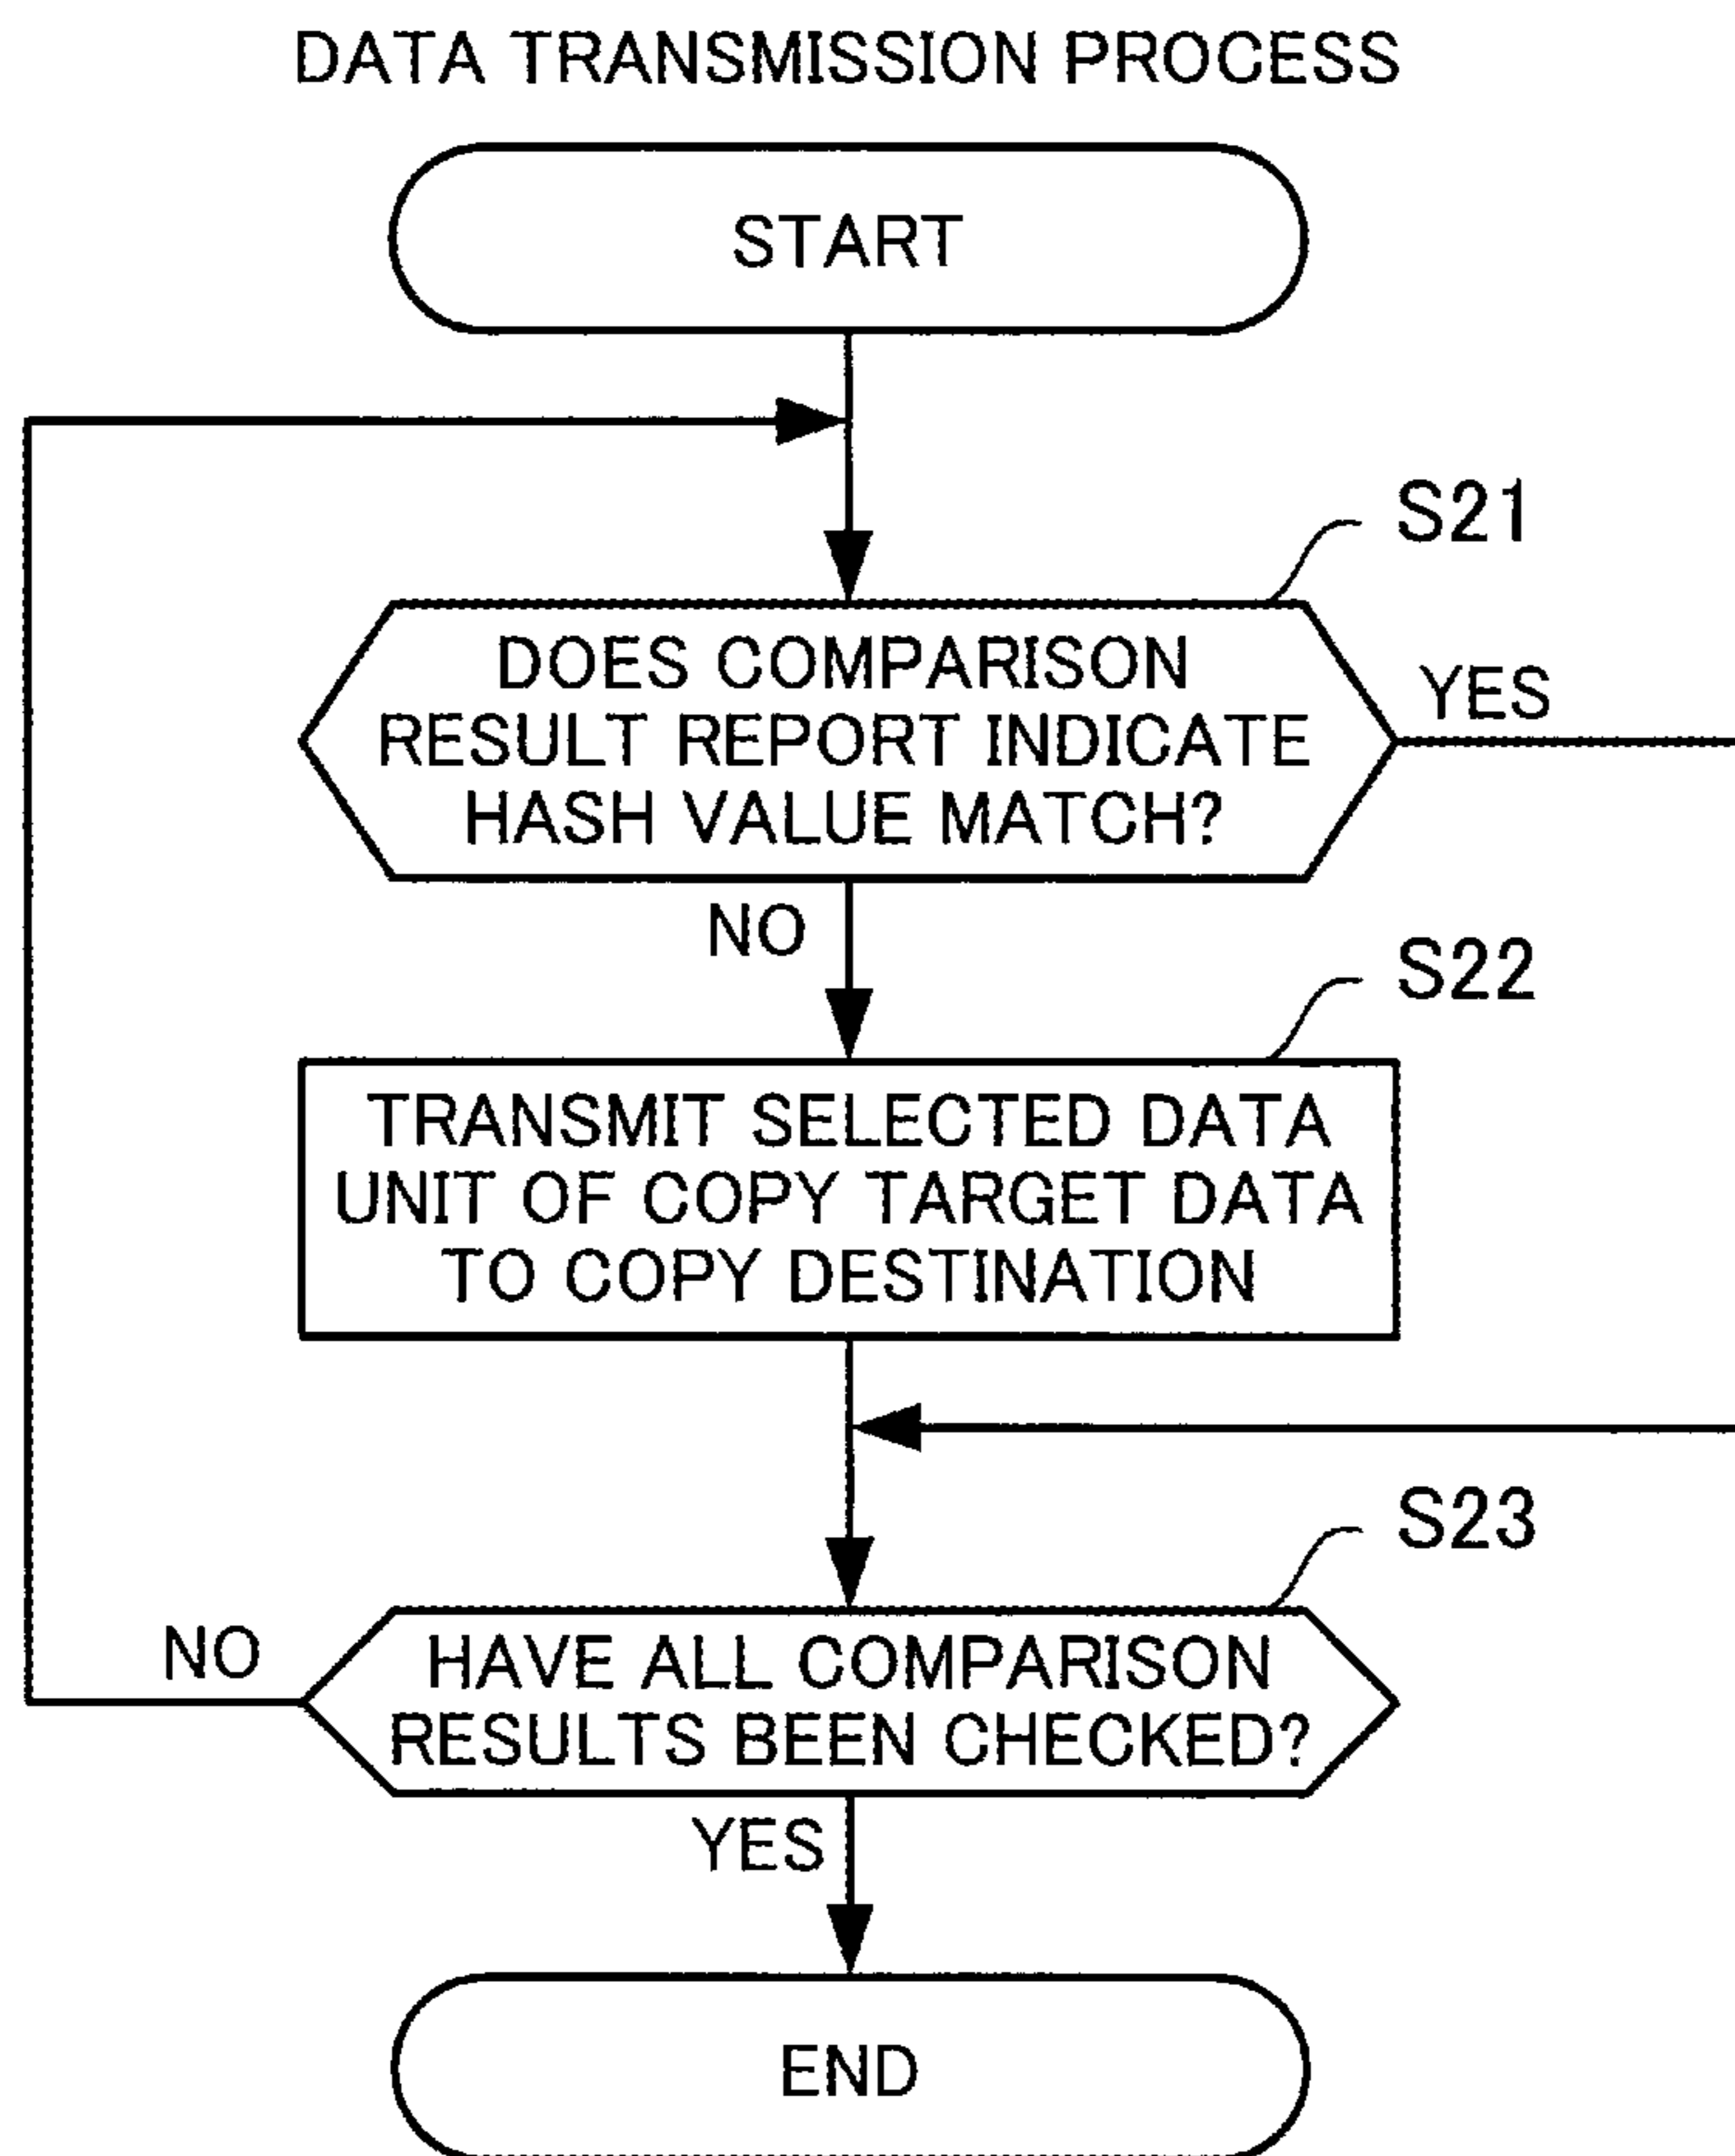 DATA TRANSMISSION PROCESS
START
S21
DOES COMPARISON
RESULT REPORT INDICATE
HASH VALUE MATCH?
YES
NO
S22
TRANSMIT SELECTED DATA
UNIT OF COPY TARGET DATA
TO COPY DESTINATION
S23
HAVE ALL COMPARISON
RESULTS BEEN CHECKED?
NO
YES
END